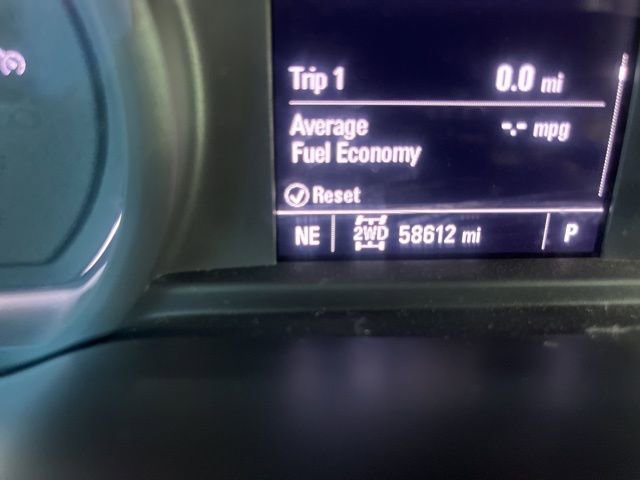 Trip 1 0.0 mi
Average -.- mpg
Fuel Economy
Reset
NE 2WD 58612 mi P